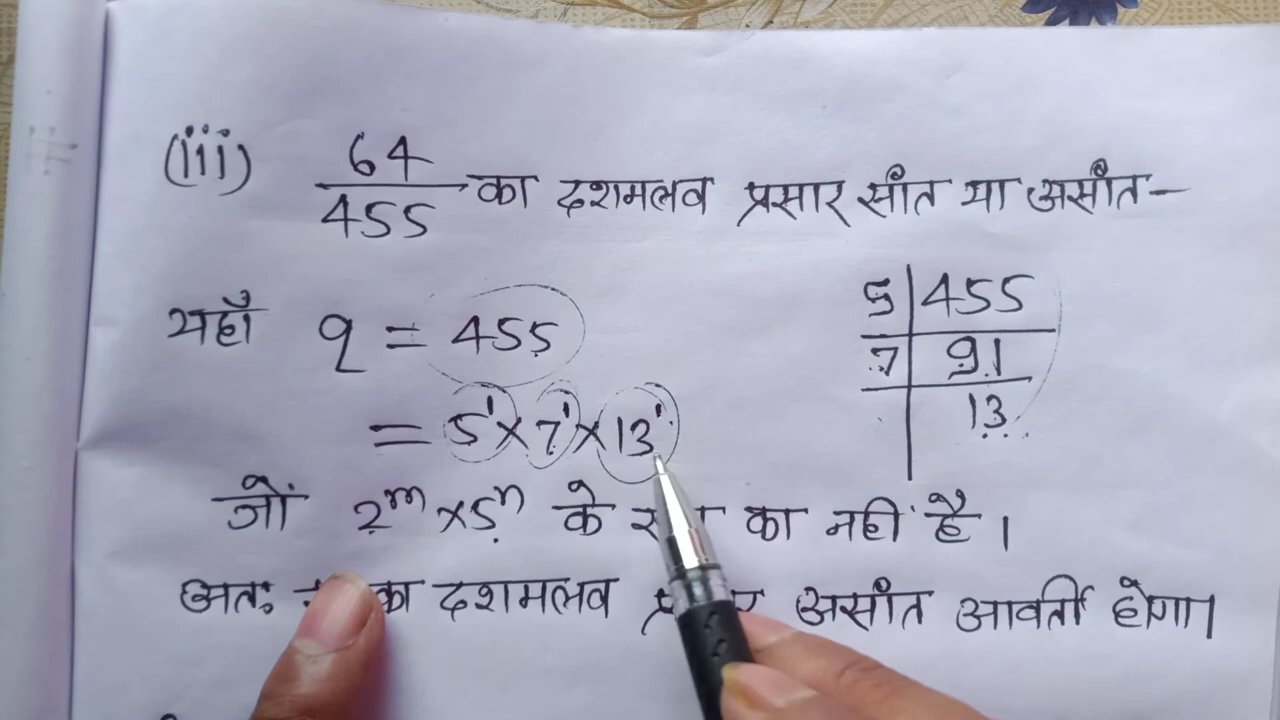 (iii) 64/455 का दशमलव प्रसार सांत या असांत-
यहाँ q = 455
= 5¹×7¹×13¹
जों 2ᵐ×5ⁿ के का नहीं है।
अतः का दशमलव असांत आवर्ती होगा।
5|455
7|91
13